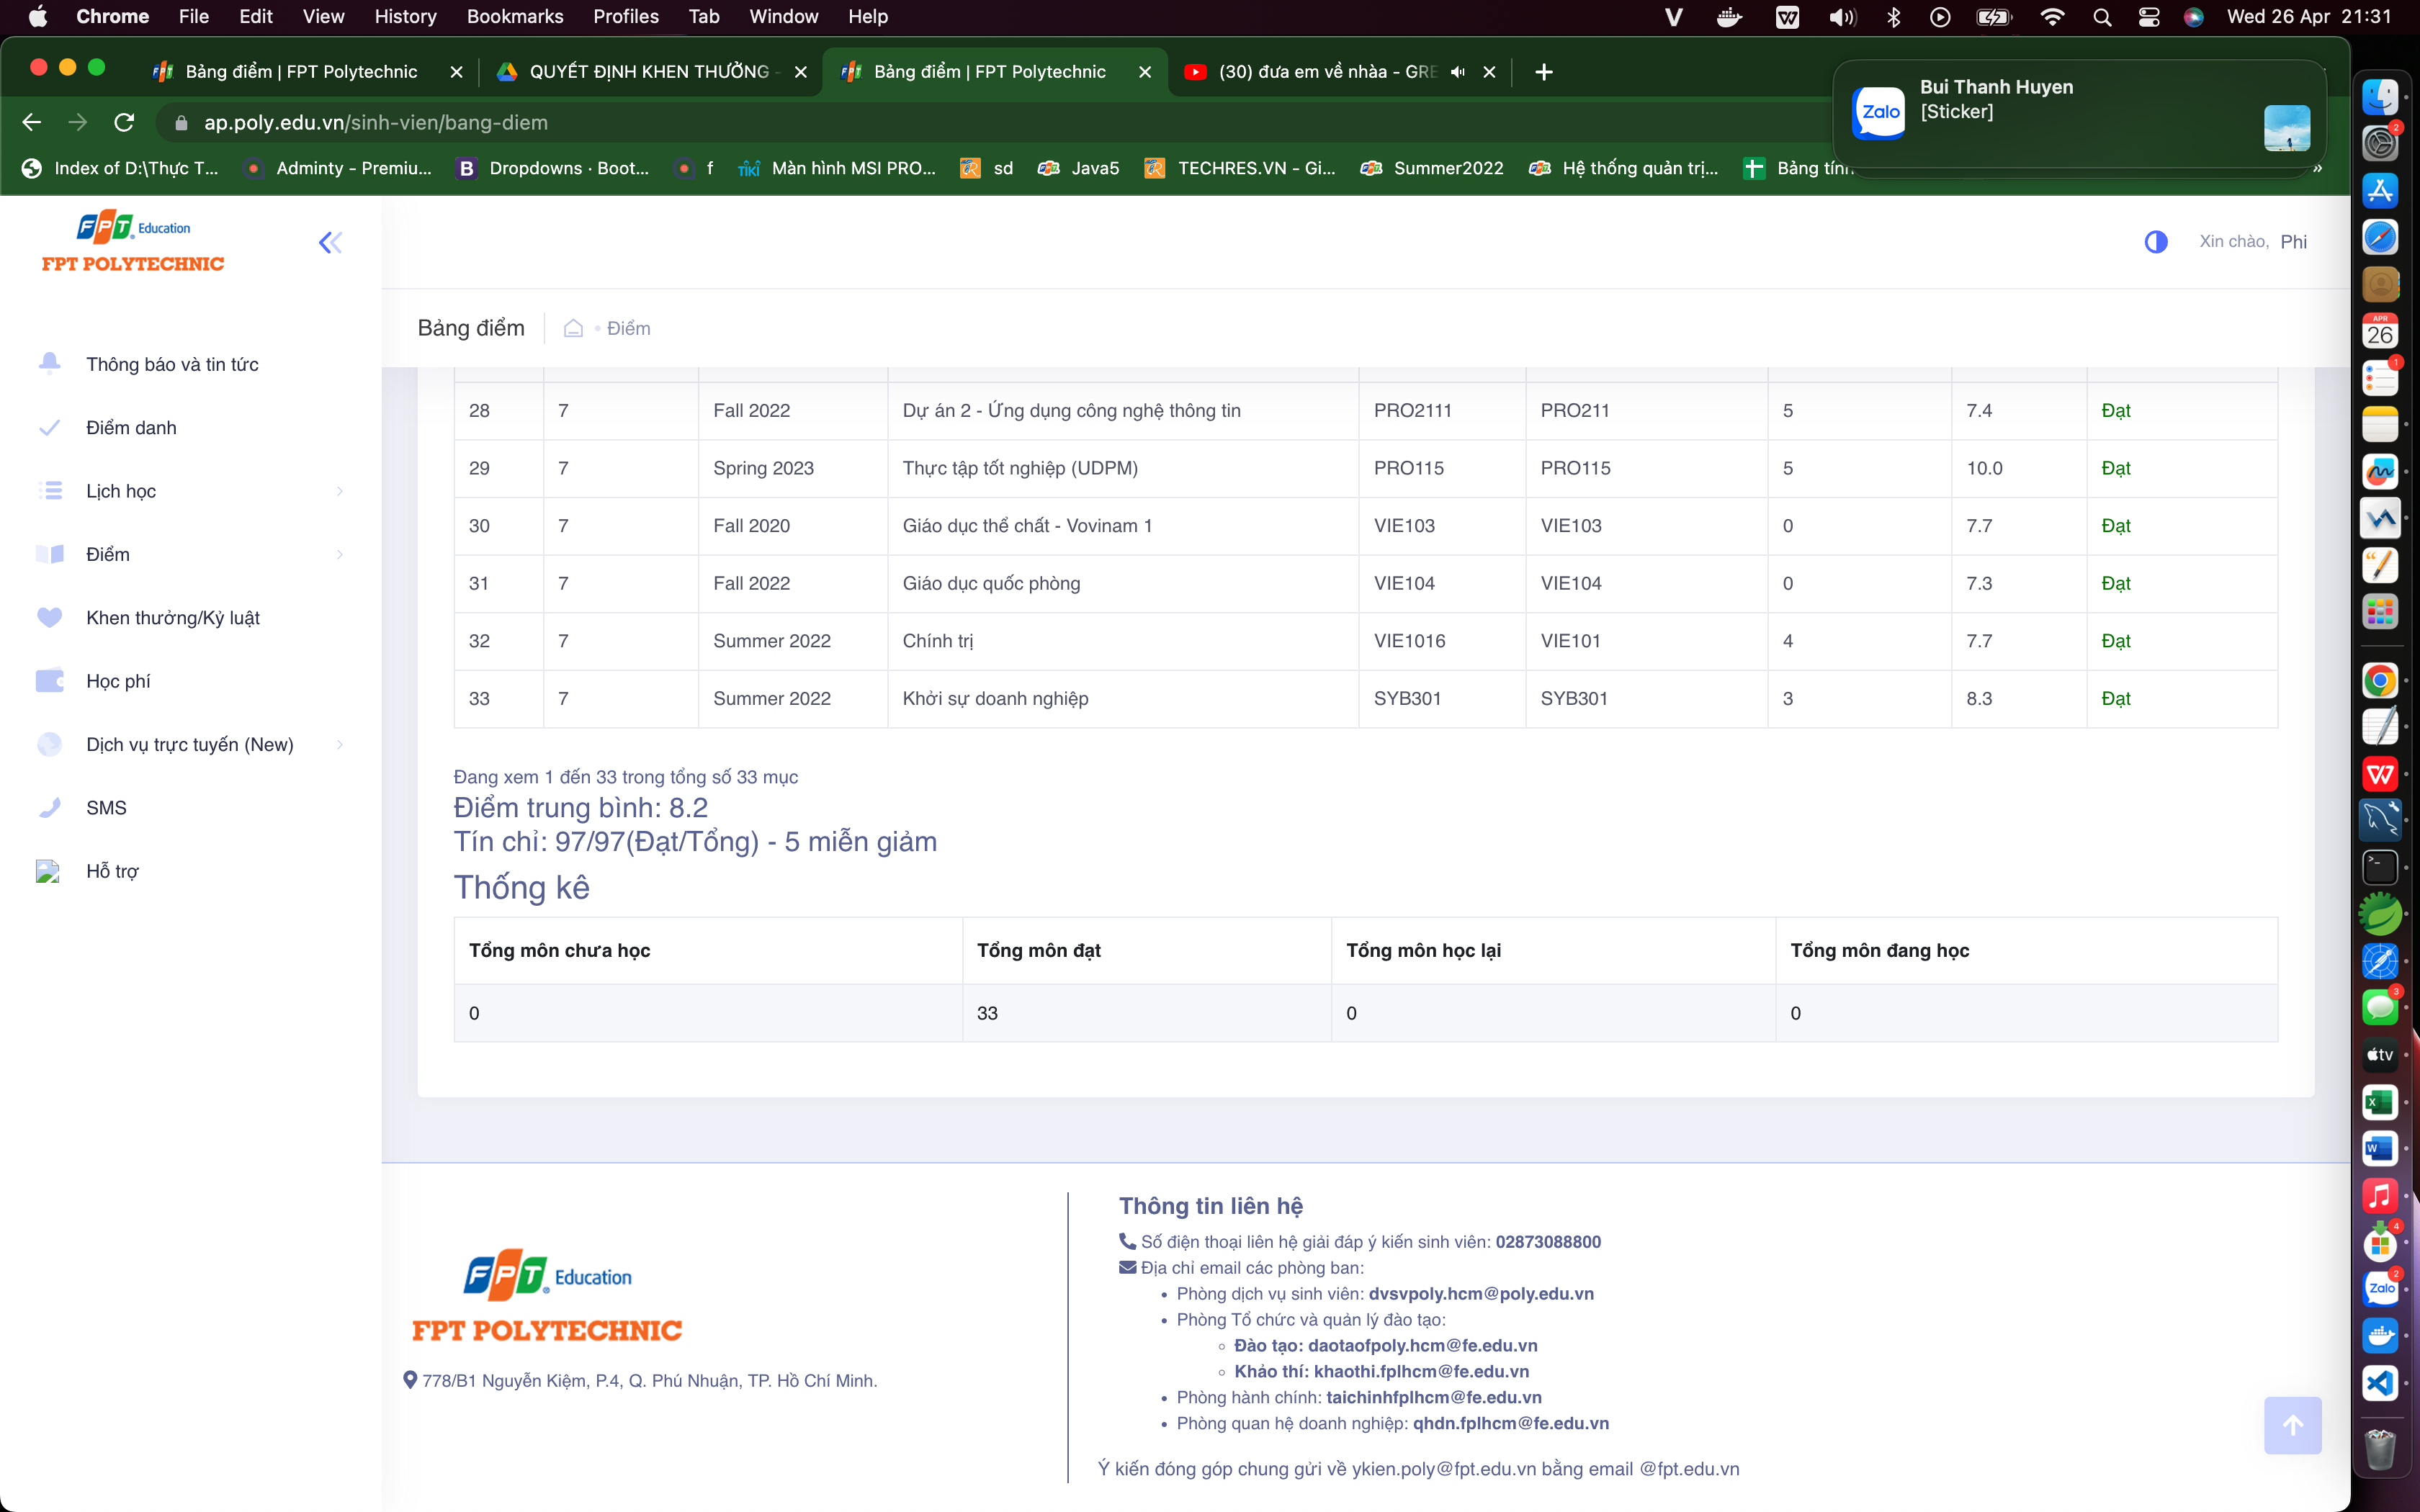 Chrome File Edit View History Bookmarks Profiles Tab Window Help Wed 26 Apr 21:31
Bảng điểm | FPT Polytechnic QUYẾT ĐỊNH KHEN THƯỞNG - Bảng điểm | FPT Polytechnic (30) đưa em về nhàa - GRE
Bui Thanh Huyen
[Sticker]
Zalo
ap.poly.edu.vn/sinh-vien/bang-diem
Index of D:\Thực T... Adminty - Premiu... Dropdowns · Boot... f Màn hình MSI PRO... sd Java5 TECHRES.VN - Gi... Summer2022 Hệ thống quản trị... Bảng tín
FPT Education
FPT POLYTECHNIC
Xin chào, Phi
Bảng điểm • Điểm
Thông báo và tin tức
Điểm danh
Lịch học
Điểm
Khen thưởng/Kỷ luật
Học phí
Dịch vụ trực tuyến (New)
SMS
Hỗ trợ
28 7 Fall 2022 Dự án 2 - Ứng dụng công nghệ thông tin PRO2111 PRO211 5 7.4 Đạt
29 7 Spring 2023 Thực tập tốt nghiệp (UDPM) PRO115 PRO115 5 10.0 Đạt
30 7 Fall 2020 Giáo dục thể chất - Vovinam 1 VIE103 VIE103 0 7.7 Đạt
31 7 Fall 2022 Giáo dục quốc phòng VIE104 VIE104 0 7.3 Đạt
32 7 Summer 2022 Chính trị VIE1016 VIE101 4 7.7 Đạt
33 7 Summer 2022 Khởi sự doanh nghiệp SYB301 SYB301 3 8.3 Đạt
Đang xem 1 đến 33 trong tổng số 33 mục
Điểm trung bình: 8.2
Tín chỉ: 97/97(Đạt/Tổng) - 5 miễn giảm
Thống kê
Tổng môn chưa học Tổng môn đạt Tổng môn học lại Tổng môn đang học
0 33 0 0
FPT Education
FPT POLYTECHNIC
778/B1 Nguyễn Kiệm, P.4, Q. Phú Nhuận, TP. Hồ Chí Minh.
Thông tin liên hệ
Số điện thoại liên hệ giải đáp ý kiến sinh viên: 02873088800
Địa chỉ email các phòng ban:
• Phòng dịch vụ sinh viên: dvsvpoly.hcm@poly.edu.vn
• Phòng Tổ chức và quản lý đào tạo:
◦ Đào tạo: daotaofpoly.hcm@fe.edu.vn
◦ Khảo thí: khaothi.fplhcm@fe.edu.vn
• Phòng hành chính: taichinhfplhcm@fe.edu.vn
• Phòng quan hệ doanh nghiệp: qhdn.fplhcm@fe.edu.vn
Ý kiến đóng góp chung gửi về ykien.poly@fpt.edu.vn bằng email @fpt.edu.vn
2
APR
26
1
3
tv
4
2
Zalo